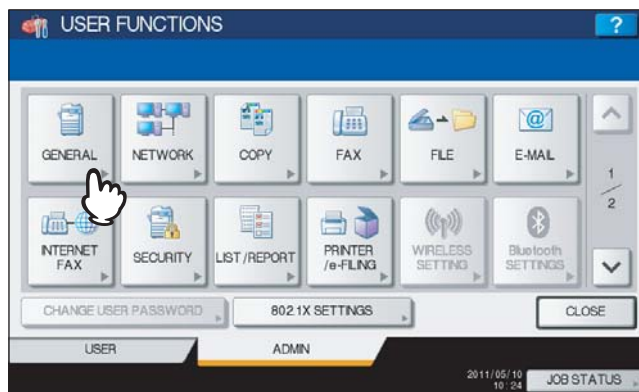 USER FUNCTIONS
?
GENERAL
NETWORK
COPY
FAX
FILE
E-MAIL
1
2
INTERNET
FAX
SECURITY
LIST/REPORT
PRINTER
/e-FILING
WIRELESS
SETTING
Bluetooth
SETTINGS
CHANGE USER PASSWORD
802.1X SETTINGS
CLOSE
USER
ADMIN
2011/05/10
10:24
JOB STATUS